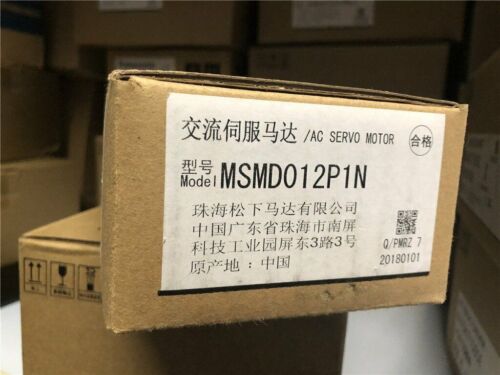 交流伺服马达 /AC SERVO MOTOR
合格
型号
Model MSMD012P1N
珠海松下马达有限公司
中国广东省珠海市南屏
科技工业园屏东3路3号
原产地：中国
Q/PMRZ 7
20180101